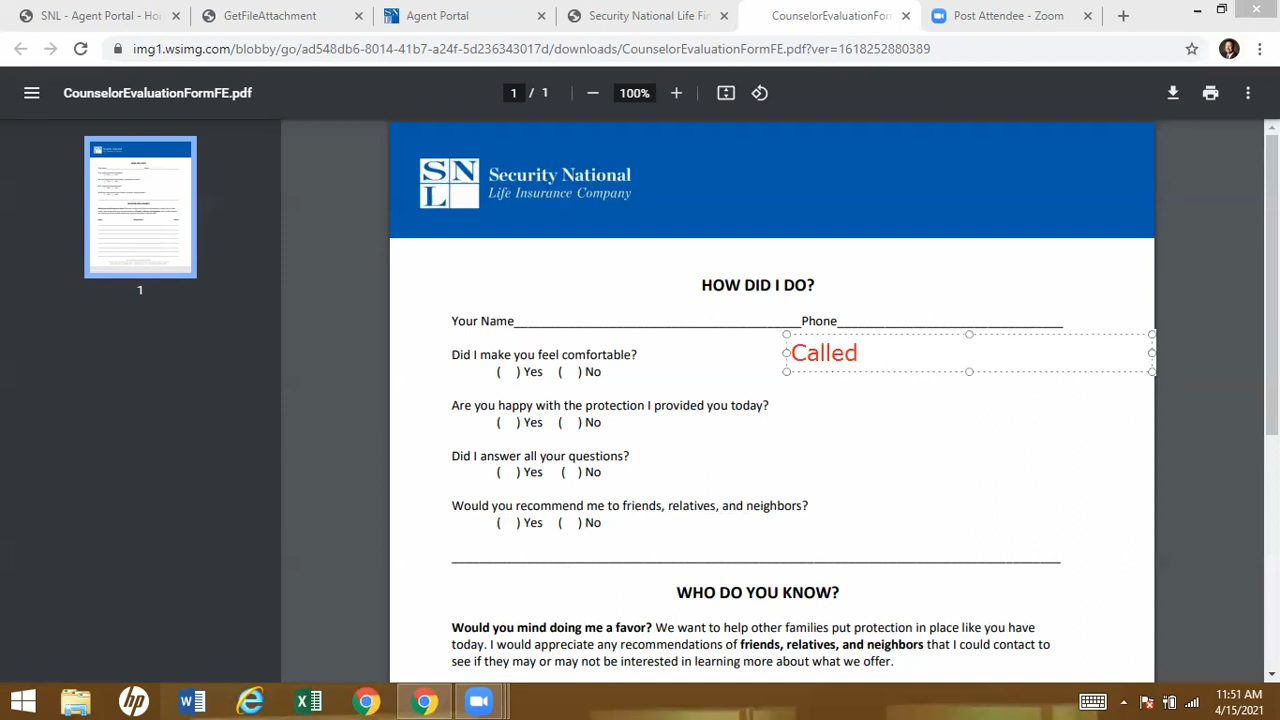 SNL - Agent Portal - Ho
GetFileAttachment
Agent Portal
Security National Life Fin
CounselorEvaluationForm
Post Attendee - Zoom
img1.wsimg.com/blobby/go/ad548db6-8014-41b7-a24f-5d236343017d/downloads/CounselorEvaluationFormFE.pdf?ver=1618252880389
CounselorEvaluationFormFE.pdf
1 / 1
100%
SNL
Security National
Life Insurance Company
1
HOW DID I DO?
Your Name____________________Phone____________________
Called
Did I make you feel comfortable?
( ) Yes ( ) No
Are you happy with the protection I provided you today?
( ) Yes ( ) No
Did I answer all your questions?
( ) Yes ( ) No
Would you recommend me to friends, relatives, and neighbors?
( ) Yes ( ) No
WHO DO YOU KNOW?
Would you mind doing me a favor? We want to help other families put protection in place like you have
today. I would appreciate any recommendations of friends, relatives, and neighbors that I could contact to
see if they may or may not be interested in learning more about what we offer.
11:51 AM
4/15/2021